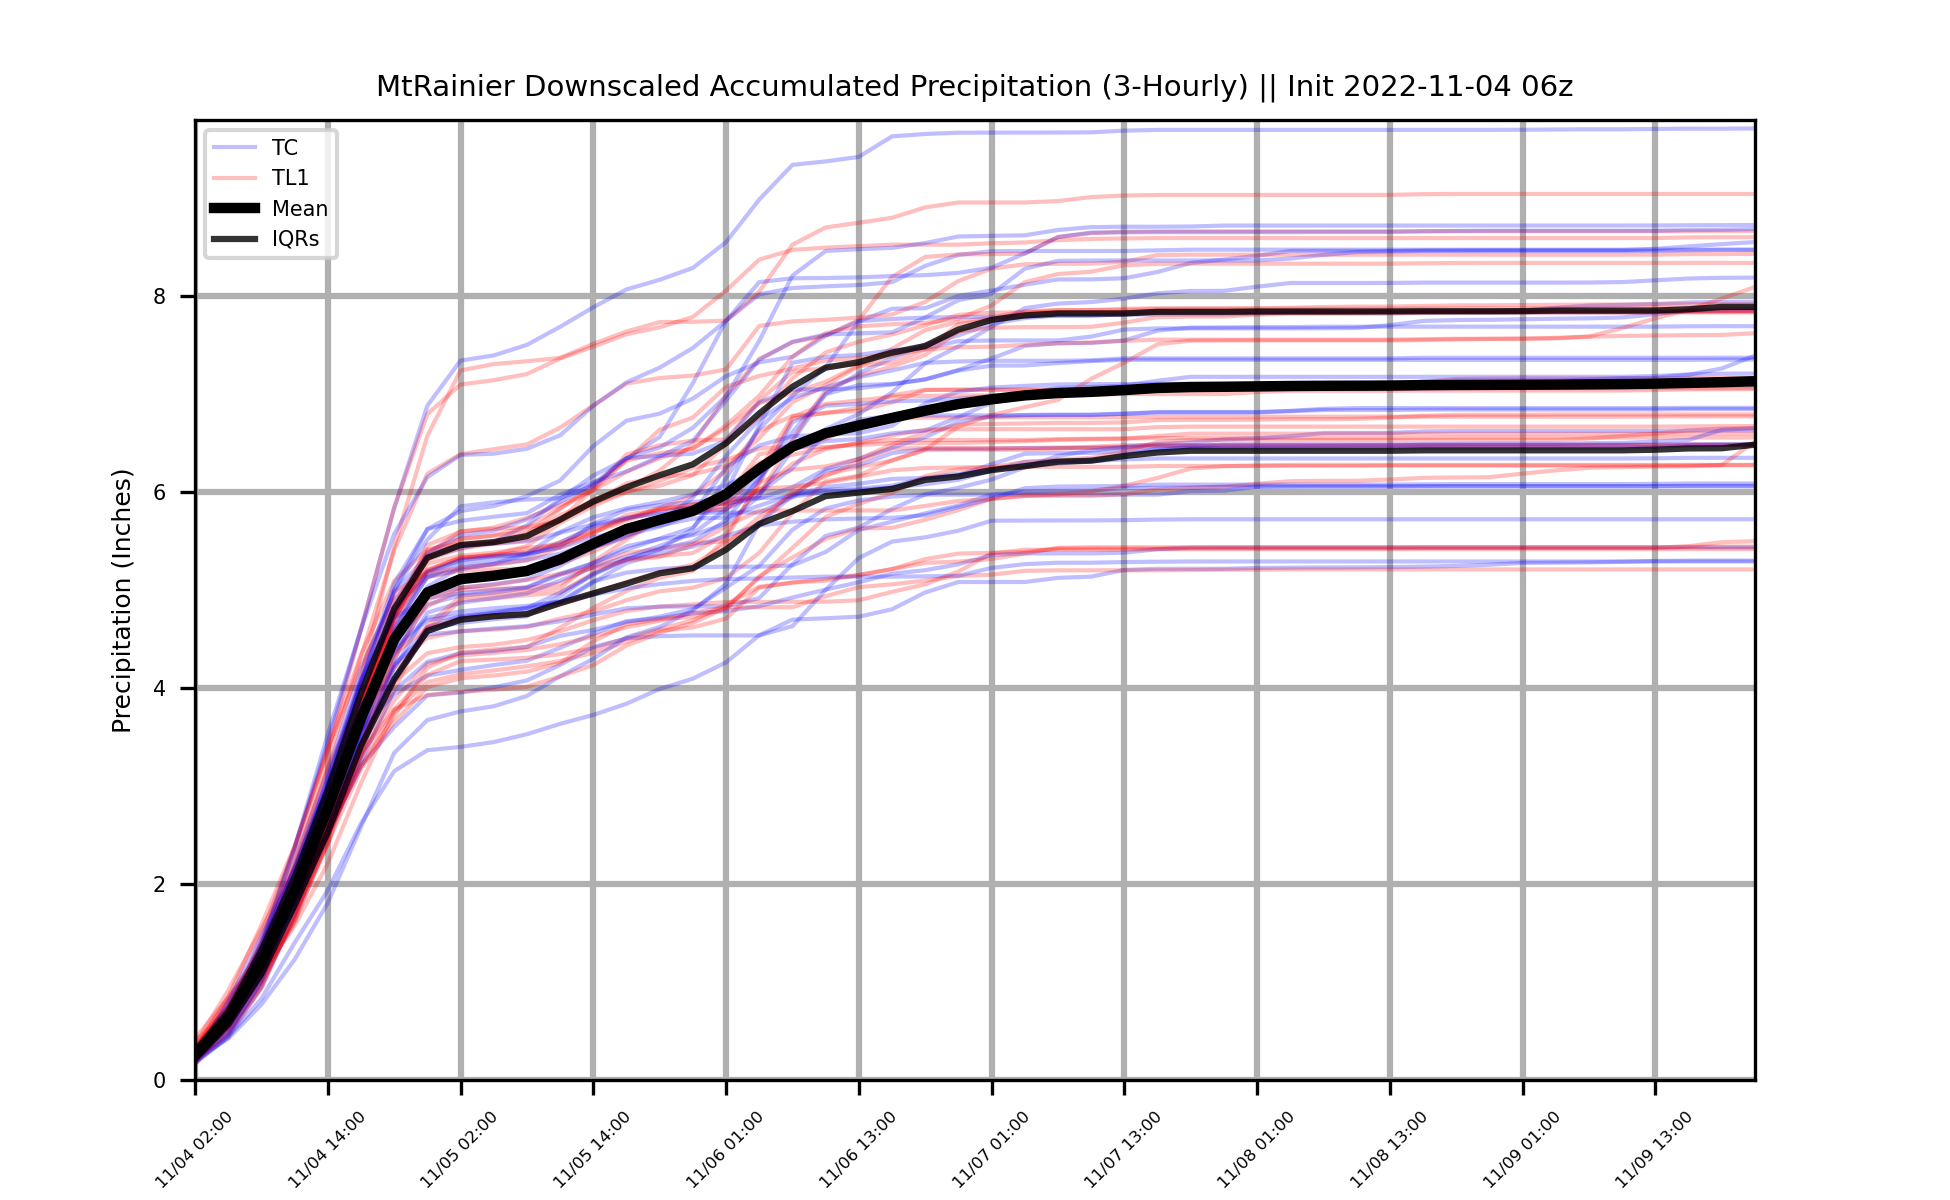 MtRainier Downscaled Accumulated Precipitation (3-Hourly) || Init 2022-11-04 06z
TC
TL1
Mean
IQRs
Precipitation (Inches)
8
6
4
2
0
11/04 02:00
11/04 14:00
11/05 02:00
11/05 14:00
11/06 01:00
11/06 13:00
11/07 01:00
11/07 13:00
11/08 01:00
11/08 13:00
11/09 01:00
11/09 13:00